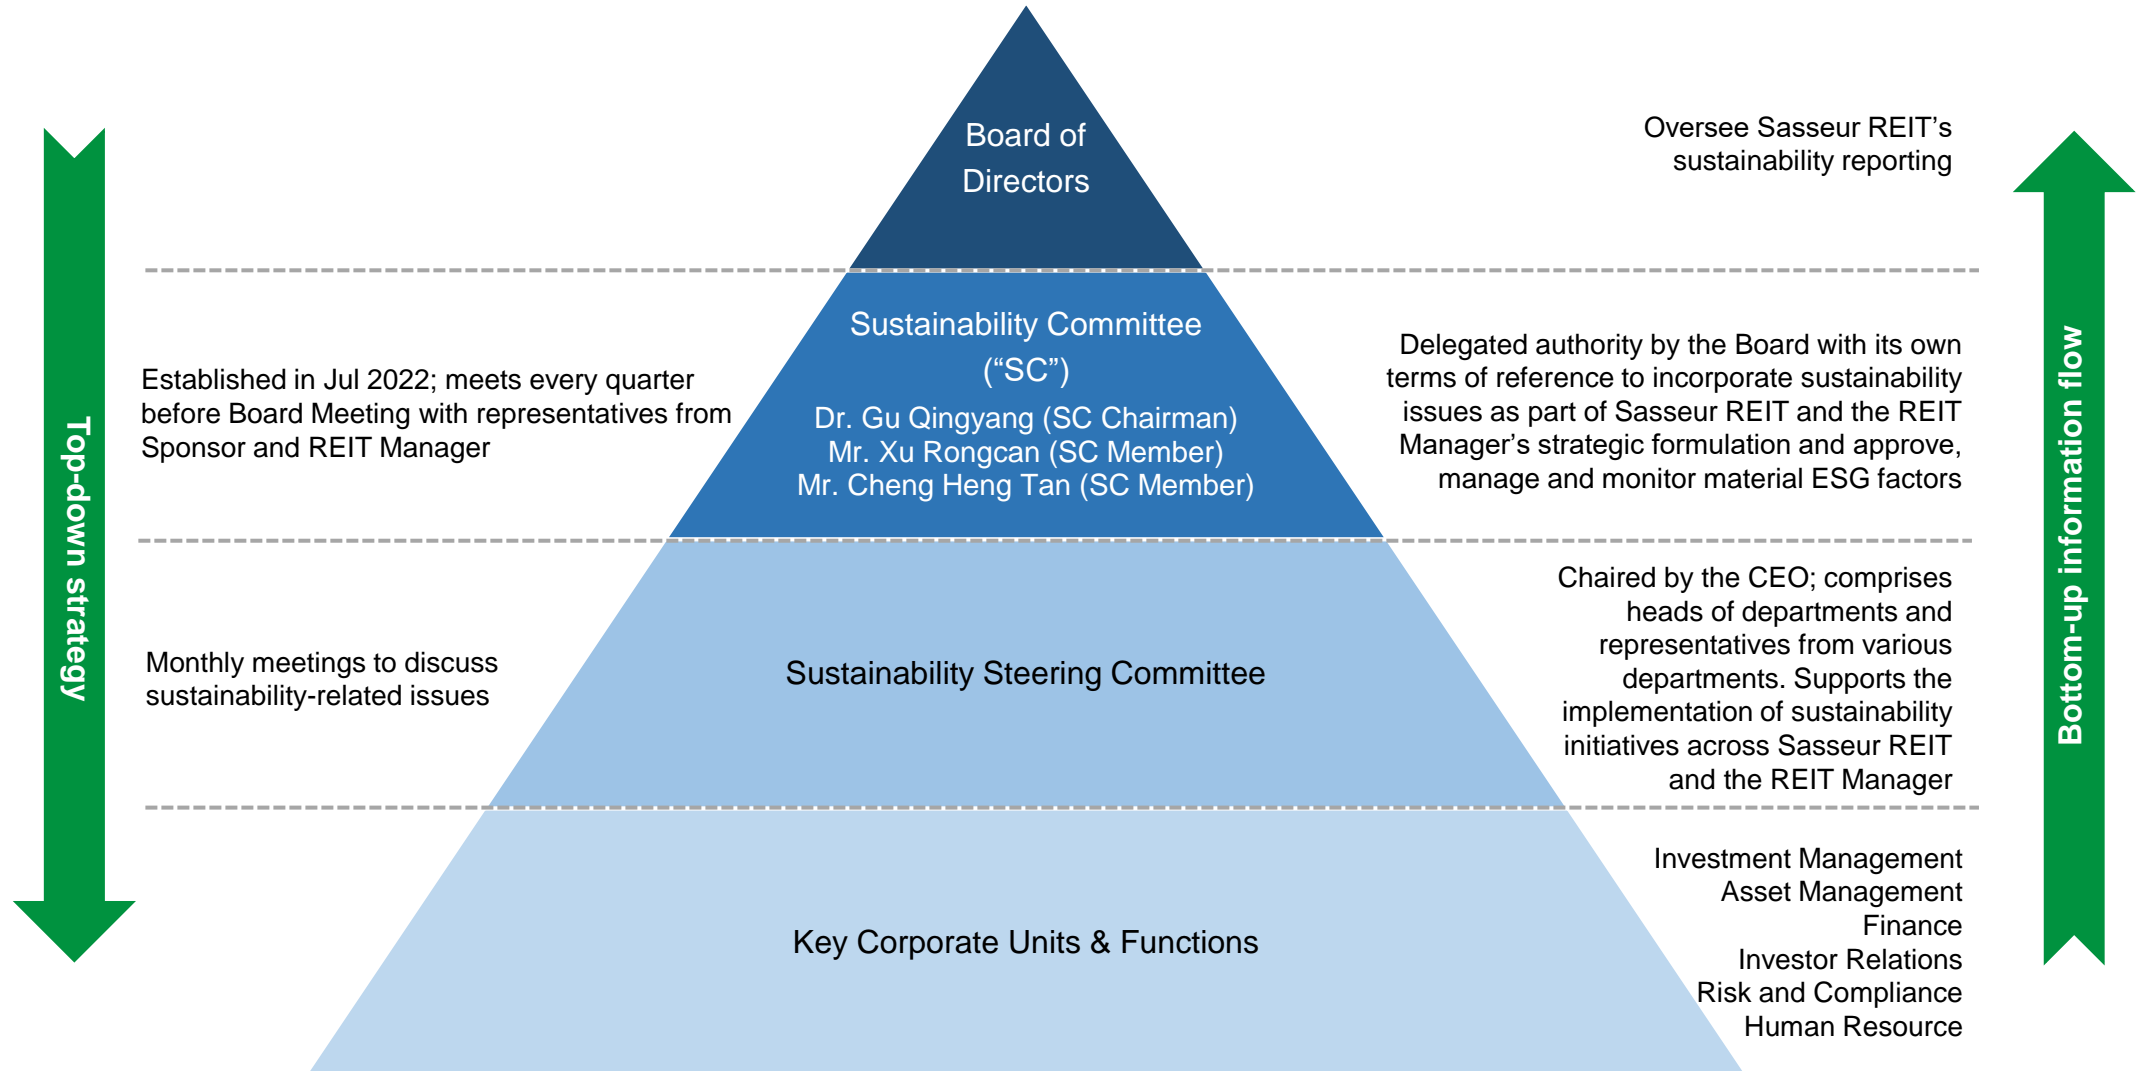 Board of
Directors
Oversee Sasseur REIT’s
sustainability reporting
Top-down strategy
Bottom-up information flow
Established in Jul 2022; meets every quarter
before Board Meeting with representatives from
Sponsor and REIT Manager
Sustainability Committee
(“SC”)
Dr. Gu Qingyang (SC Chairman)
Mr. Xu Rongcan (SC Member)
Mr. Cheng Heng Tan (SC Member)
Delegated authority by the Board with its own
terms of reference to incorporate sustainability
issues as part of Sasseur REIT and the REIT
Manager’s strategic formulation and approve,
manage and monitor material ESG factors
Monthly meetings to discuss
sustainability-related issues
Sustainability Steering Committee
Chaired by the CEO; comprises
heads of departments and
representatives from various
departments. Supports the
implementation of sustainability
initiatives across Sasseur REIT
and the REIT Manager
Key Corporate Units & Functions
Investment Management
Asset Management
Finance
Investor Relations
Risk and Compliance
Human Resource